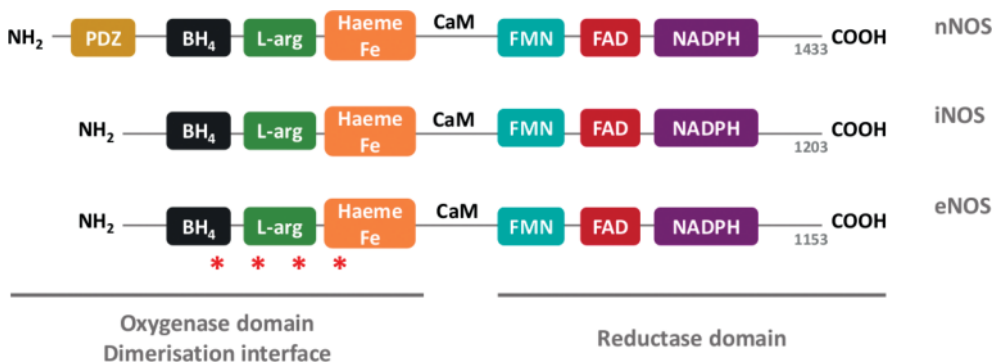 NH2 PDZ BH4 L-arg Haeme Fe CaM FMN FAD NADPH 1433 COOH nNOS
NH2 BH4 L-arg Haeme Fe CaM FMN FAD NADPH 1203 COOH iNOS
NH2 BH4 L-arg Haeme Fe CaM FMN FAD NADPH 1153 COOH eNOS
* * * *
Oxygenase domain
Dimerisation interface
Reductase domain